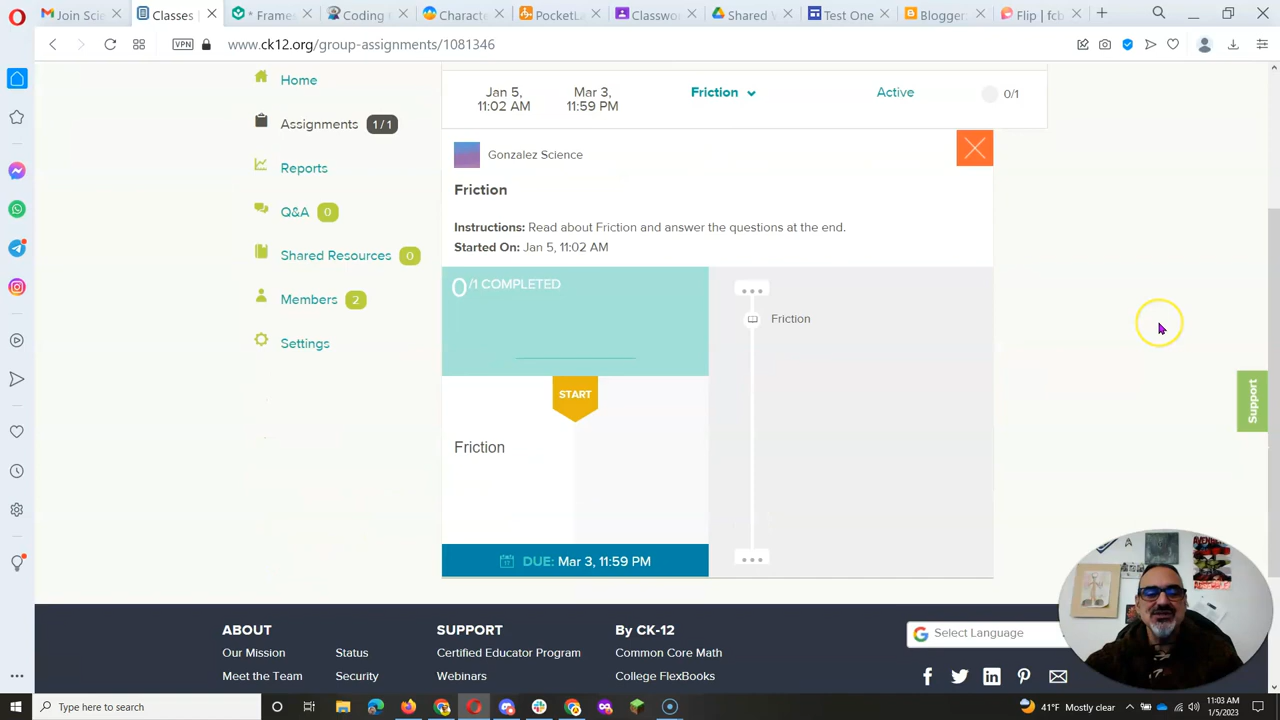 Join Scie
Classes
* Framew
Coding (
Characte
PocketLa
Classwo
Shared V
Test One
Blogger:
Flip | fcb
VPN
www.ck12.org/group-assignments/1081346
Home
Assignments 1 / 1
Reports
Q&A 0
Shared Resources 0
Members 2
Settings
Jan 5,
11:02 AM
Mar 3,
11:59 PM
Friction
Active
0/1
Gonzalez Science
Friction
Instructions: Read about Friction and answer the questions at the end.
Started On: Jan 5, 11:02 AM
0/1 COMPLETED
START
Friction
DUE: Mar 3, 11:59 PM
Friction
Support
ABOUT
Our Mission
Status
Meet the Team
Security
SUPPORT
Certified Educator Program
Webinars
By CK-12
Common Core Math
College FlexBooks
Select Language
Type here to search
41°F Mostly clear
11:03 AM
1/5/2023